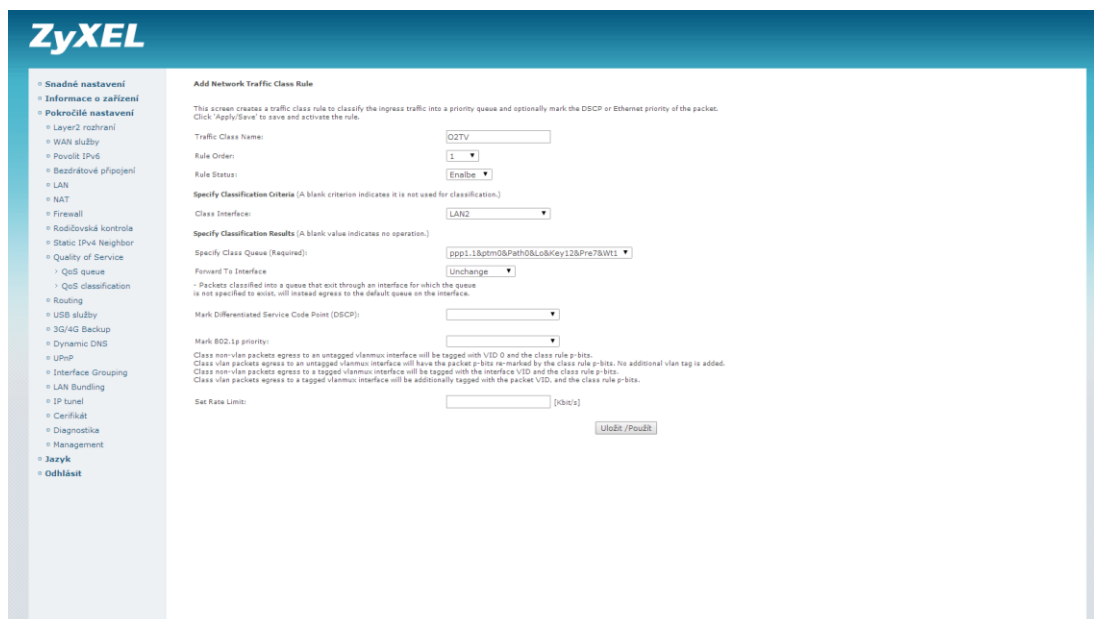 ZyXEL
Snadné nastavení
Informace o zařízení
Pokročilé nastavení
Layer2 rozhraní
WAN služby
Povolit IPv6
Bezdrátové připojení
LAN
NAT
Firewall
Rodičovská kontrola
Static IPv4 Neighbor
Quality of Service
QoS queue
QoS classification
Routing
USB služby
3G/4G Backup
Dynamic DNS
UPnP
Interface Grouping
LAN Bundling
IP tunel
Cerifikát
Diagnostika
Management
Jazyk
Odhlásit
Add Network Traffic Class Rule
This screen creates a traffic class rule to classify the ingress traffic into a priority queue and optionally mark the DSCP or Ethernet priority of the packet.
Click 'Apply/Save' to save and activate the rule.
Traffic Class Name: O2TV
Rule Order: 1
Rule Status: Enalbe
Specify Classification Criteria (A blank criterion indicates it is not used for classification.)
Class Interface: LAN2
Specify Classification Results (A blank value indicates no operation.)
Specify Class Queue (Required): ppp1.1&ptm0&Path0&Lo&Key12&Pre7&Wt1
Forward To Interface Unchange
- Packets classified into a queue that exit through an interface for which the queue
is not specified to exist, will instead egress to the default queue on the interface.
Mark Differentiated Service Code Point (DSCP):
Mark 802.1p priority:
Class non-vlan packets egress to an untagged vlanmux interface will be tagged with VID 0 and the class rule p-bits.
Class vlan packets egress to an untagged vlanmux interface will have the packet p-bits re-marked by the class rule p-bits. No additional vlan tag is added.
Class non-vlan packets egress to a tagged vlanmux interface will be tagged with the interface VID and the class rule p-bits.
Class vlan packets egress to a tagged vlanmux interface will be additionally tagged with the packet VID, and the class rule p-bits.
Set Rate Limit: [Kbit/s]
Uložit /Použít